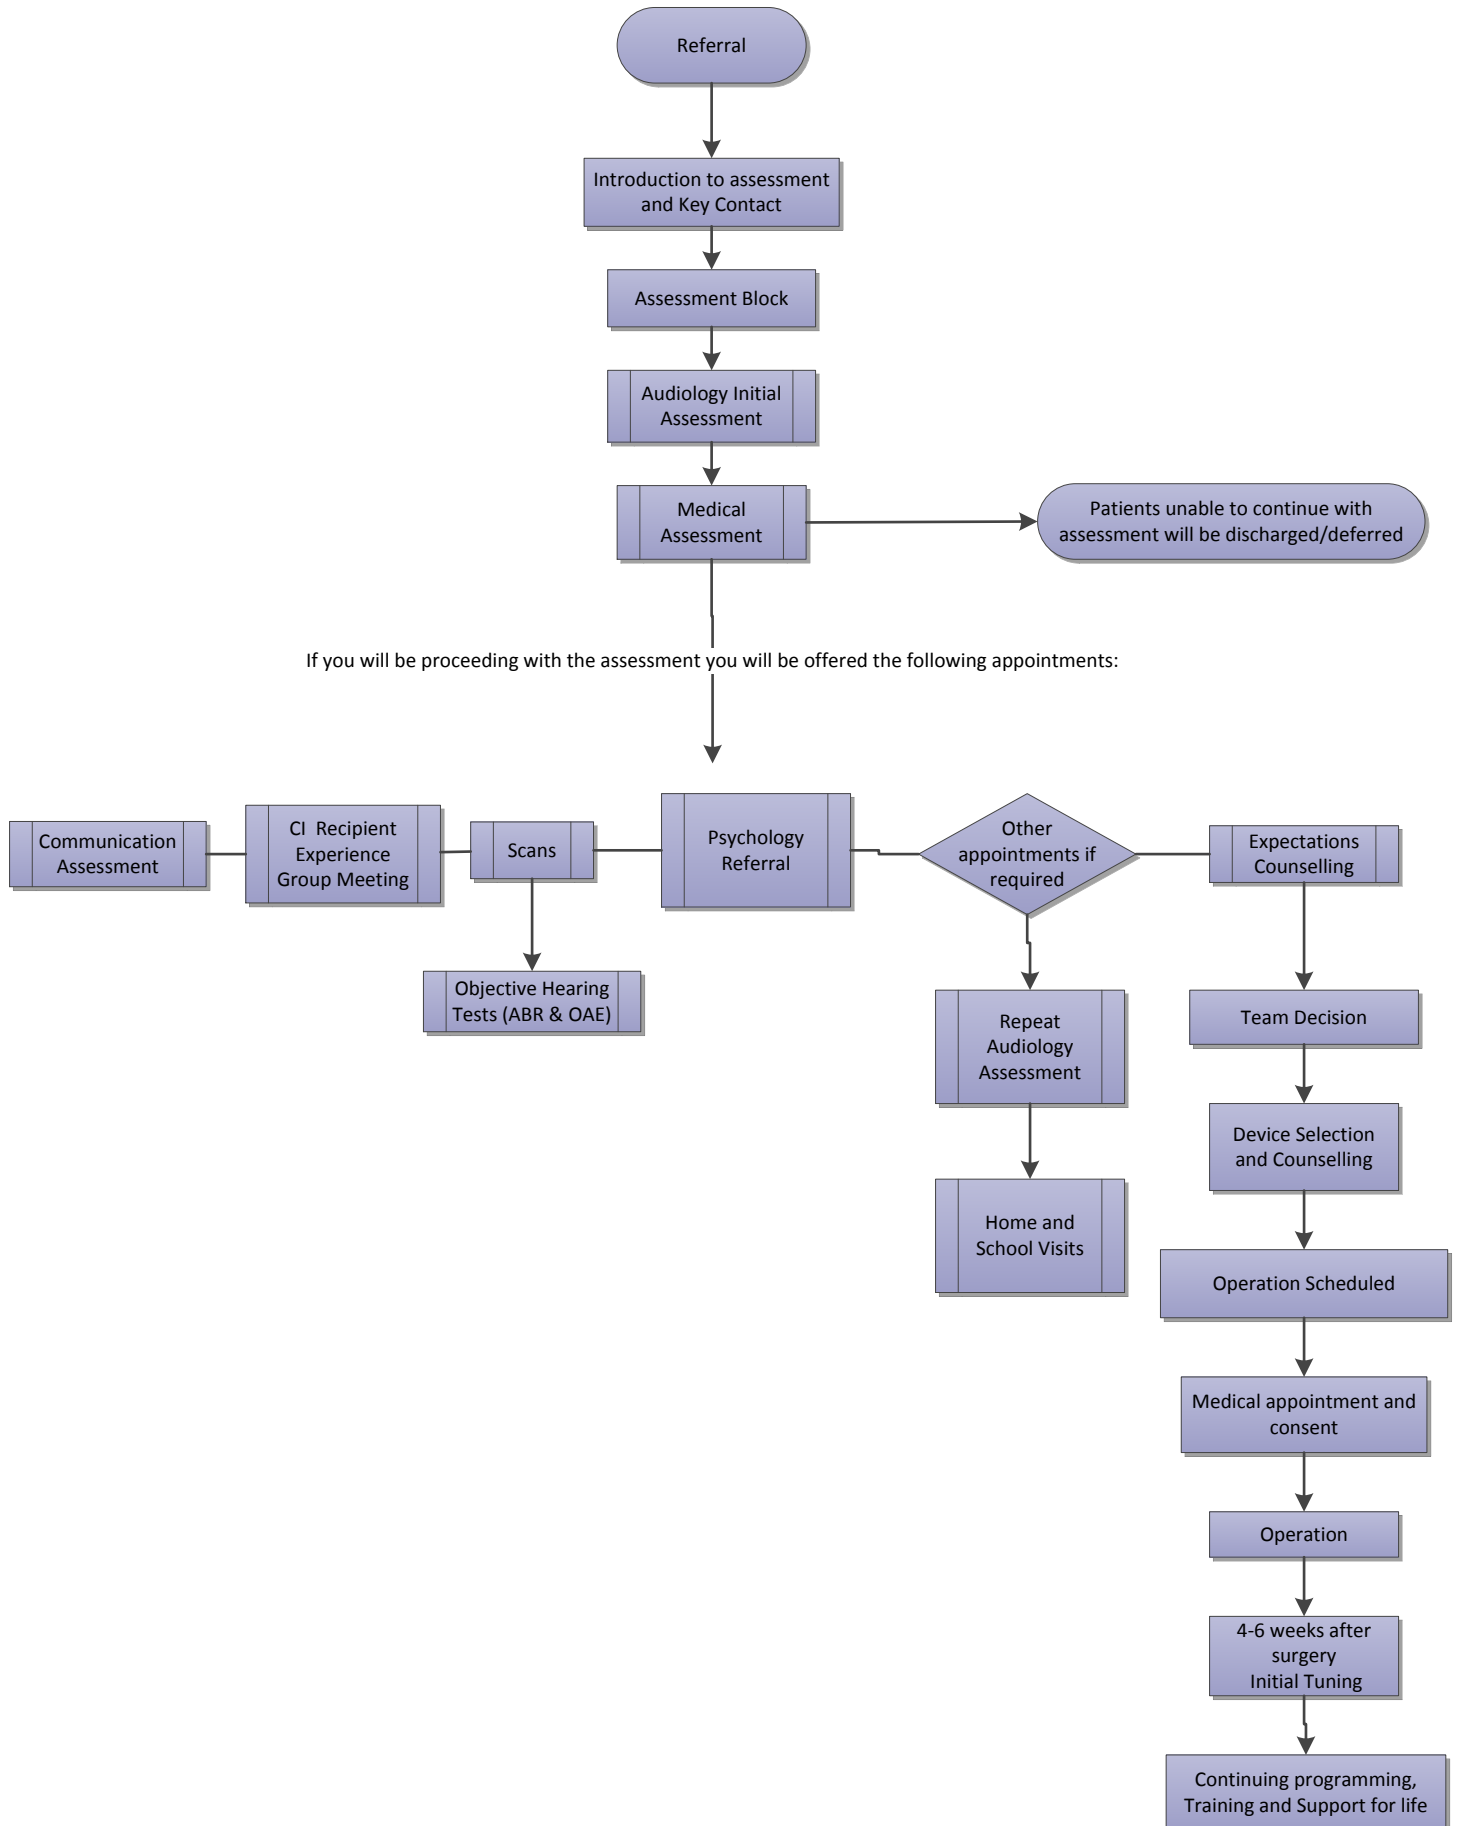 Referral
Introduction to assessment
and Key Contact
Assessment Block
Audiology Initial
Assessment
Medical
Assessment
Patients unable to continue with
assessment will be discharged/deferred
If you will be proceeding with the assessment you will be offered the following appointments:
Communication
Assessment
CI Recipient
Experience
Group Meeting
Scans
Psychology
Referral
Other
appointments if
required
Expectations
Counselling
Objective Hearing
Tests (ABR & OAE)
Repeat
Audiology
Assessment
Home and
School Visits
Team Decision
Device Selection
and Counselling
Operation Scheduled
Medical appointment and
consent
Operation
4-6 weeks after
surgery
Initial Tuning
Continuing programming,
Training and Support for life